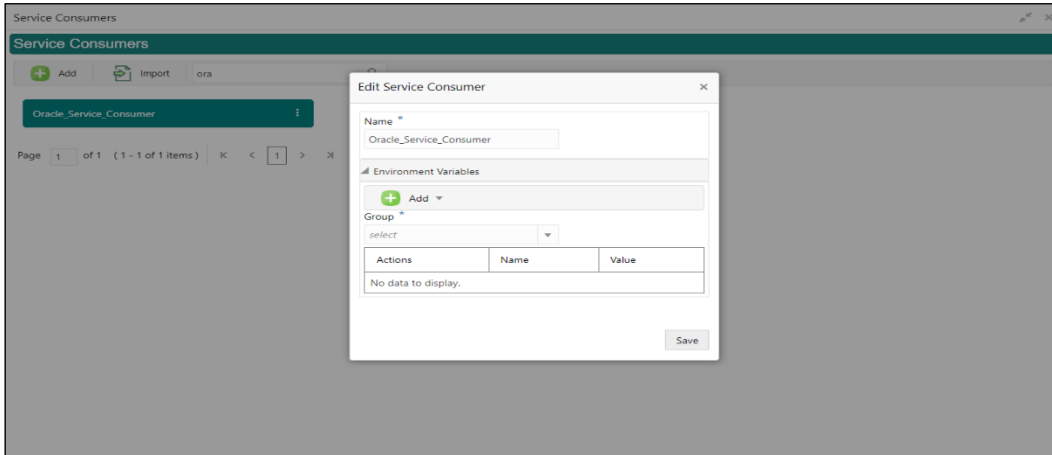 Service Consumers
Service Consumers
Add Import ora
Oracle_Service_Consumer
Page 1 of 1 (1 - 1 of 1 items) K < 1 > >|
Edit Service Consumer ×
Name *
Oracle_Service_Consumer
Environment Variables
Add
Group *
select
Actions Name Value
No data to display.
Save